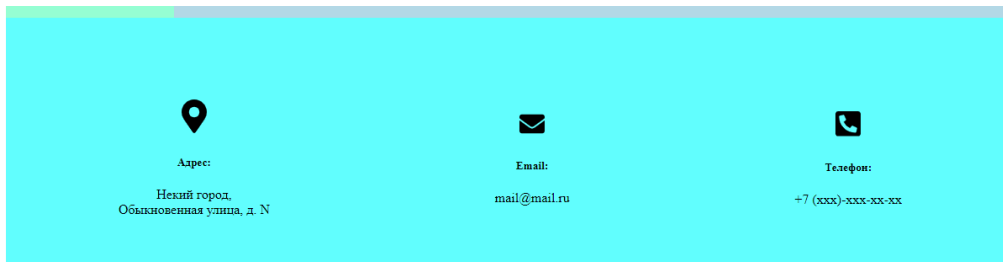 Адрес:
Некий город,
Обыкновенная улица, д. N
Email:
mail@mail.ru
Телефон:
+7 (xxx)-xxx-xx-xx